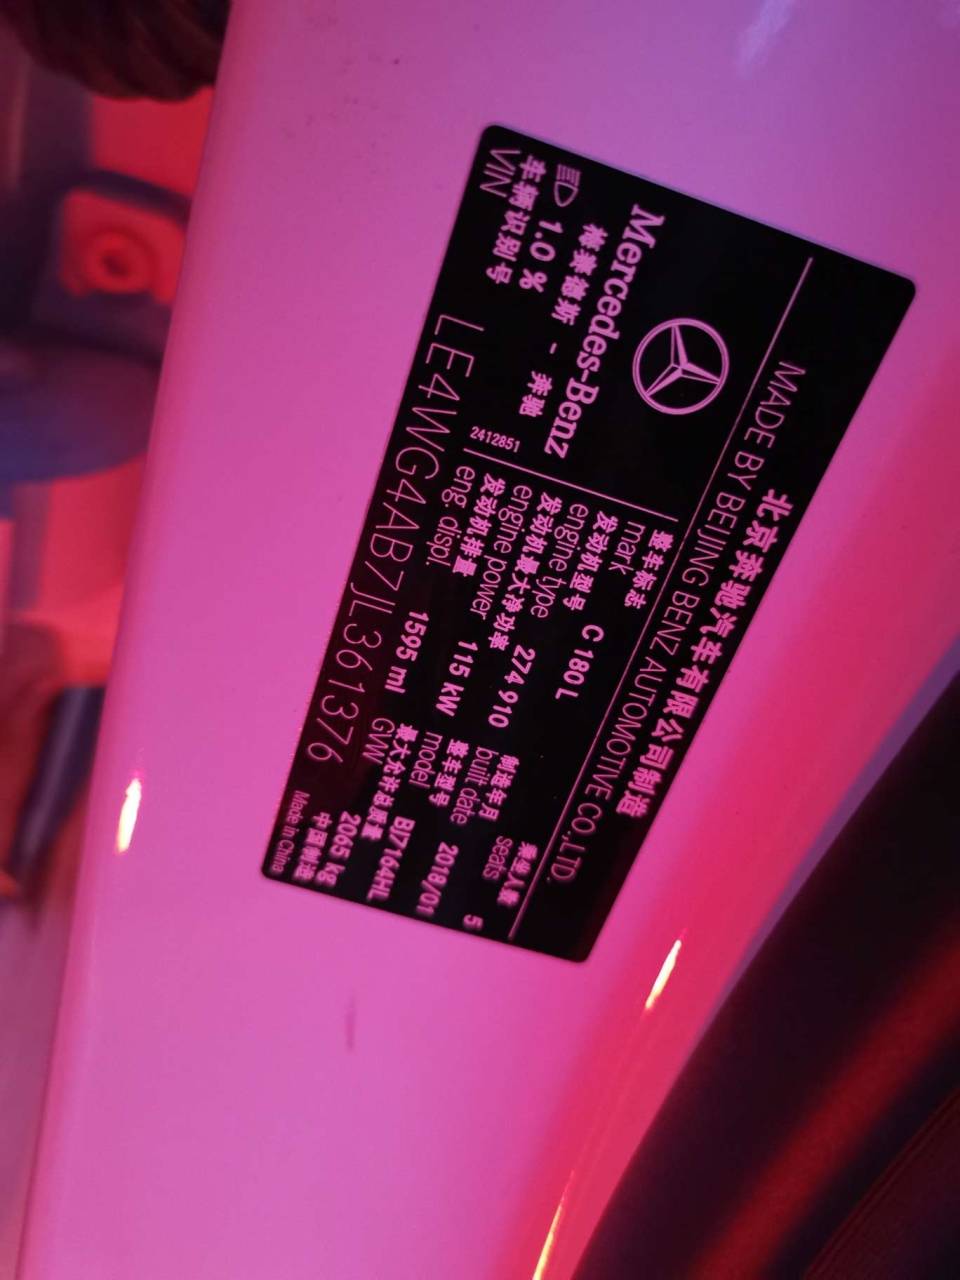 北京奔驰汽车有限公司制造
MADE BY BEIJING BENZ AUTOMOTIVE CO.,LTD.
Mercedes-Benz
梅赛德斯 - 奔驰
1.0 %
2412851
整车标志
mark
C 180 L
乘坐人数
seats
5
发动机型号
engine type
274 910
制造年月
built date
2018/01
发动机最大净功率
engine power
115 kW
整车型号
model
BJ7164HL
发动机排量
eng. displ.
1595 ml
最大允许总质量
GVW
2065 kg
车辆识别号
VIN
LE4WG4AB7JL361376
中国制造
Made in China